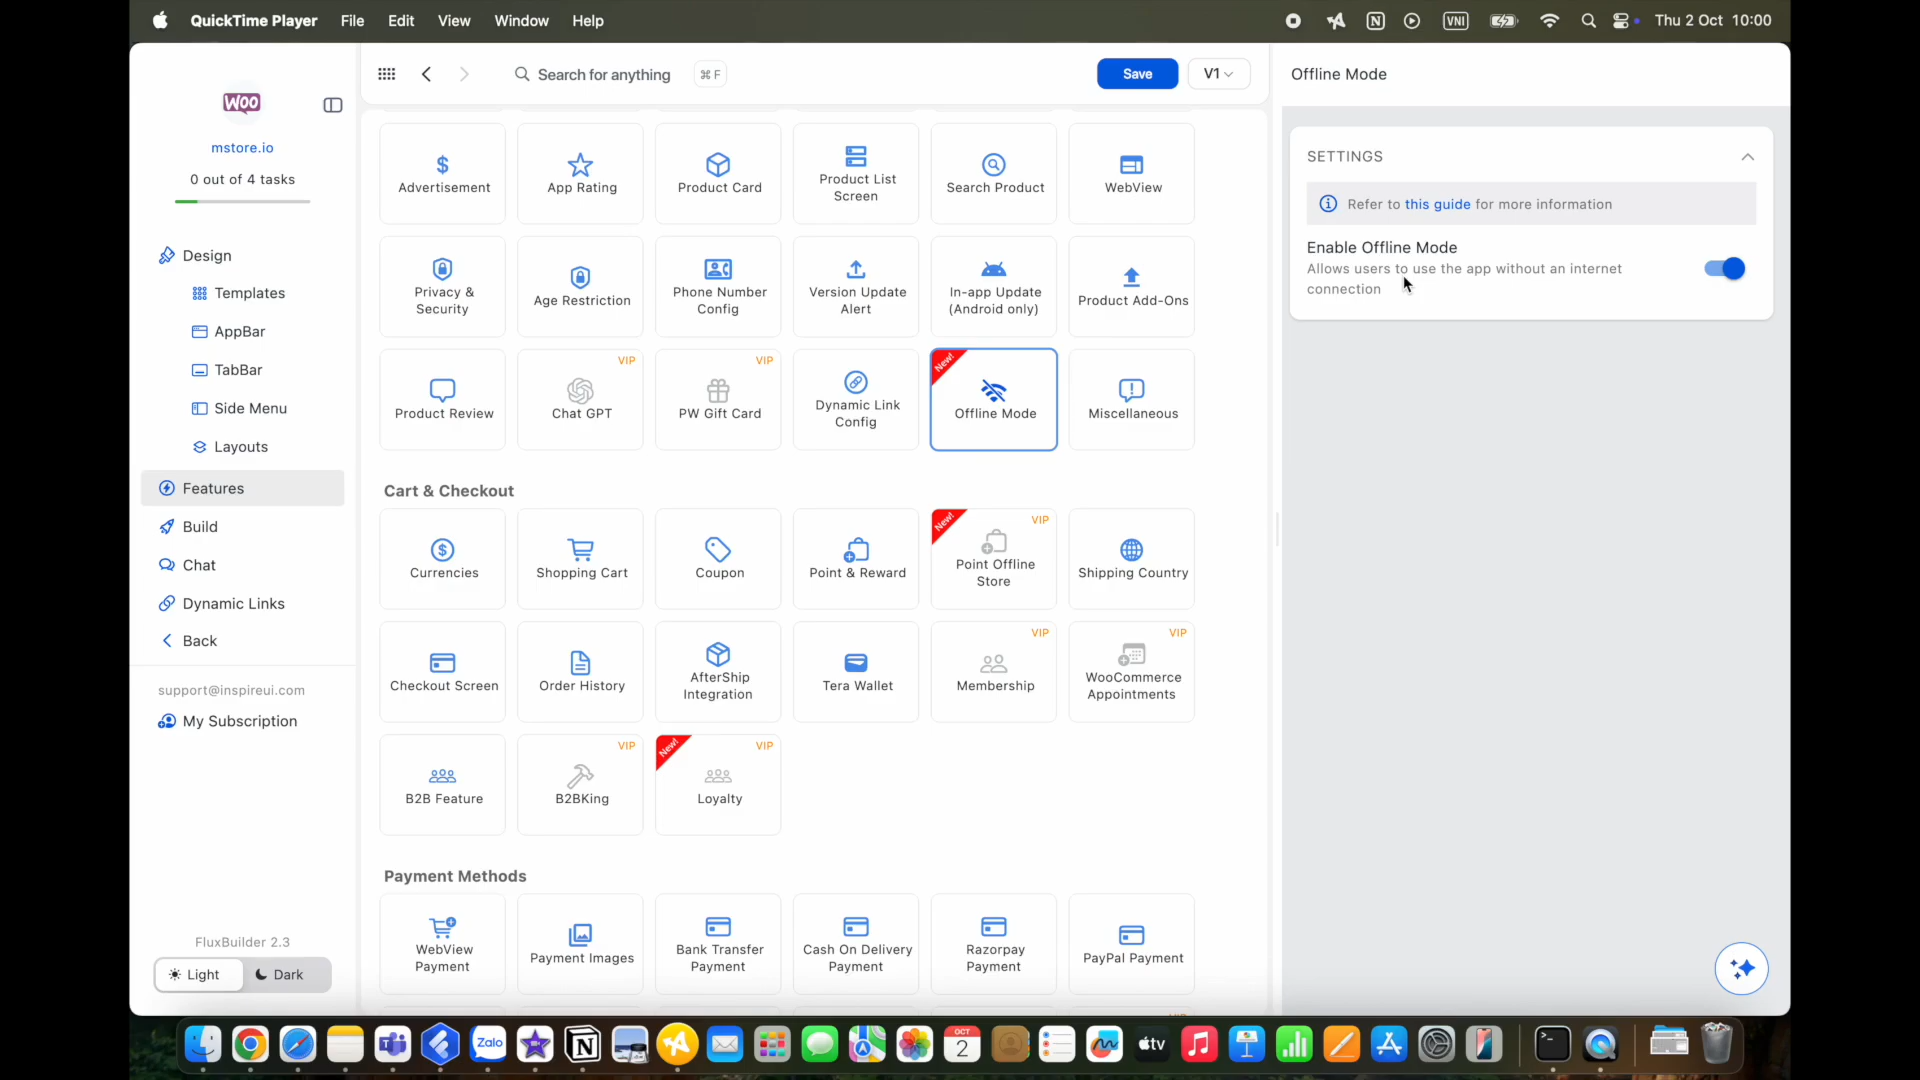 QuickTime Player File Edit View Window Help
VNI Thu 2 Oct 10:00
WOO
mstore.io
0 out of 4 tasks
Design
Templates
AppBar
TabBar
Side Menu
Layouts
Features
Build
Chat
Dynamic Links
Back
support@inspireui.com
My Subscription
FluxBuilder 2.3
Light Dark
Search for anything ⌘ F
Save V1
Advertisement
App Rating
Product Card
Product List
Screen
Search Product
WebView
Privacy &
Security
Age Restriction
Phone Number
Config
Version Update
Alert
In-app Update
(Android only)
Product Add-Ons
Product Review
VIP
Chat GPT
VIP
PW Gift Card
Dynamic Link
Config
New!
Offline Mode
Miscellaneous
Cart & Checkout
Currencies
Shopping Cart
Coupon
Point & Reward
New! VIP
Point Offline
Store
Shipping Country
Checkout Screen
Order History
AfterShip
Integration
Tera Wallet
VIP
Membership
VIP
WooCommerce
Appointments
B2B Feature
VIP
B2BKing
New! VIP
Loyalty
Payment Methods
WebView
Payment
Payment Images
Bank Transfer
Payment
Cash On Delivery
Payment
Razorpay
Payment
PayPal Payment
Offline Mode
SETTINGS
Refer to this guide for more information
Enable Offline Mode
Allows users to use the app without an internet
connection
Zalo
OCT
2
tv